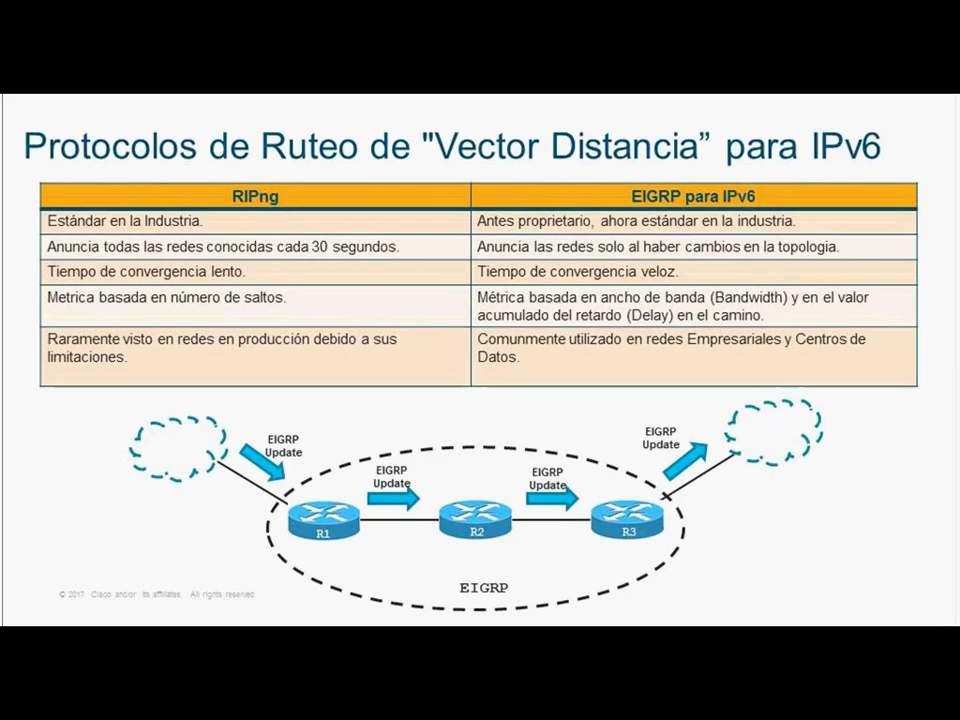 Protocolos de Ruteo de "Vector Distancia” para IPv6
RIPng
EIGRP para IPv6
Estándar en la Industria.
Antes proprietario, ahora estándar en la industria.
Anuncia todas las redes conocidas cada 30 segundos.
Anuncia las redes solo al haber cambios en la topologia.
Tiempo de convergencia lento.
Tiempo de convergencia veloz.
Metrica basada en número de saltos.
Métrica basada en ancho de banda (Bandwidth) y en el valor
acumulado del retardo (Delay) en el camino.
Raramente visto en redes en producción debido a sus
limitaciones.
Comunmente utilizado en redes Empresariales y Centros de
Datos.
EIGRP
Update
EIGRP
Update
EIGRP
Update
EIGRP
Update
R1
R2
R3
EIGRP
© 2017 Cisco and/or its affiliates. All rights reserved